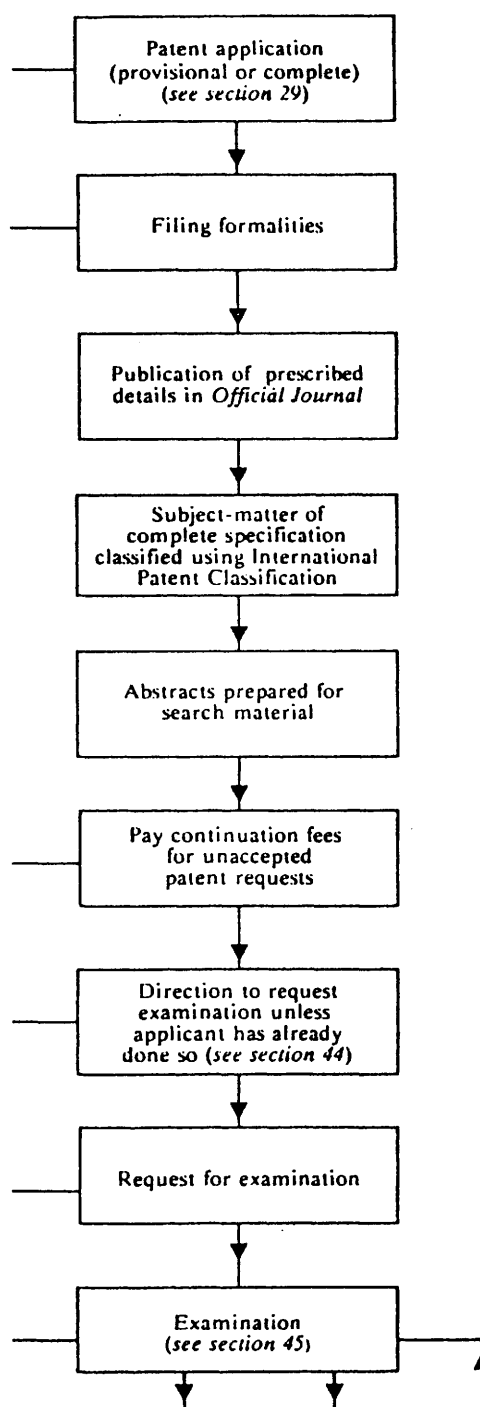 Patent application
(provisional or complete)
(see section 29)
Filing formalities
Publication of prescribed
details in Official Journal
Subject-matter of
complete specification
classified using International
Patent Classification
Abstracts prepared for
search material
Pay continuation fees
for unaccepted
patent requests
Direction to request
examination unless
applicant has already
done so (see section 44)
Request for examination
Examination
(see section 45)